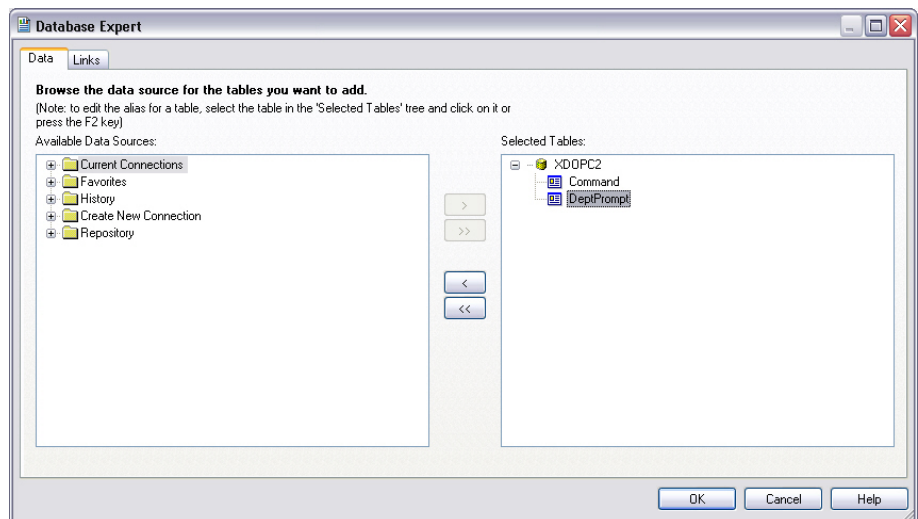 Database Expert
Data
Links
Browse the data source for the tables you want to add.
(Note: to edit the alias for a table, select the table in the 'Selected Tables' tree and click on it or
press the F2 key)
Available Data Sources:
Selected Tables:
Current Connections
Favorites
History
Create New Connection
Repository
>
>>
<
<<
XDOPC2
Command
DeptPrompt
OK
Cancel
Help